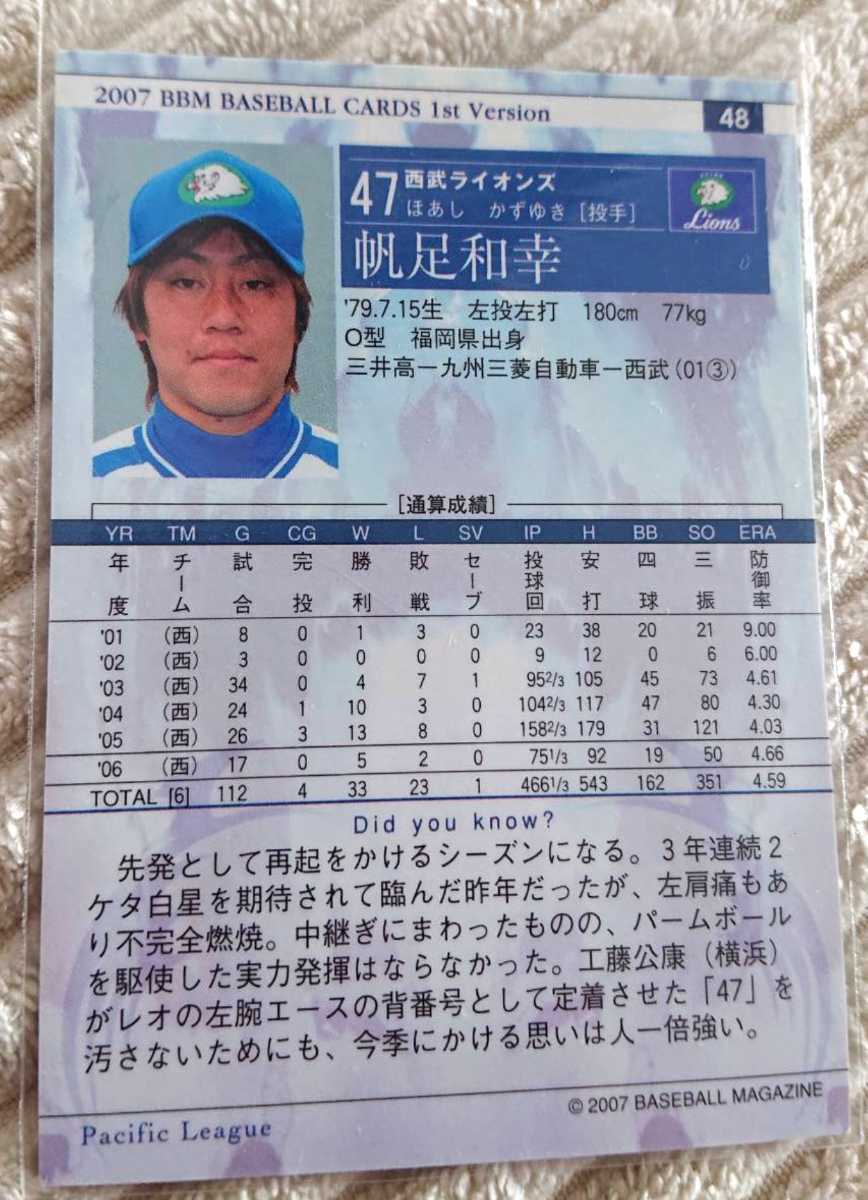 2007 BBM BASEBALL CARDS 1st Version 48
47 西武ライオンズ
ほあし かずゆき [投手]
帆足和幸
Lions
'79.7.15生 左投左打 180cm 77kg
O型 福岡県出身
三井高ー九州三菱自動車ー西武(01③)
[通算成績]
YR TM G CG W L SV IP H BB SO ERA
年度 チーム 試合 完投 勝利 敗戦 セーブ 投球回 安打 四球 三振 防御率
'01 (西) 8 0 1 3 0 23 38 20 21 9.00
'02 (西) 3 0 0 0 0 9 12 0 6 6.00
'03 (西) 34 0 4 7 1 952/3 105 45 73 4.61
'04 (西) 24 1 10 3 0 1042/3 117 47 80 4.30
'05 (西) 26 3 13 8 0 1582/3 179 31 121 4.03
'06 (西) 17 0 5 2 0 751/3 92 19 50 4.66
TOTAL [6] 112 4 33 23 1 4661/3 543 162 351 4.59
Did you know?
先発として再起をかけるシーズンになる。3年連続2
ケタ白星を期待されて臨んだ昨年だったが、左肩痛もあ
り不完全燃焼。中継ぎにまわったものの、パームボール
を駆使した実力発揮はならなかった。工藤公康(横浜)
がレオの左腕エースの背番号として定着させた「47」を
汚さないためにも、今季にかける思いは人一倍強い。
© 2007 BASEBALL MAGAZINE
Pacific League